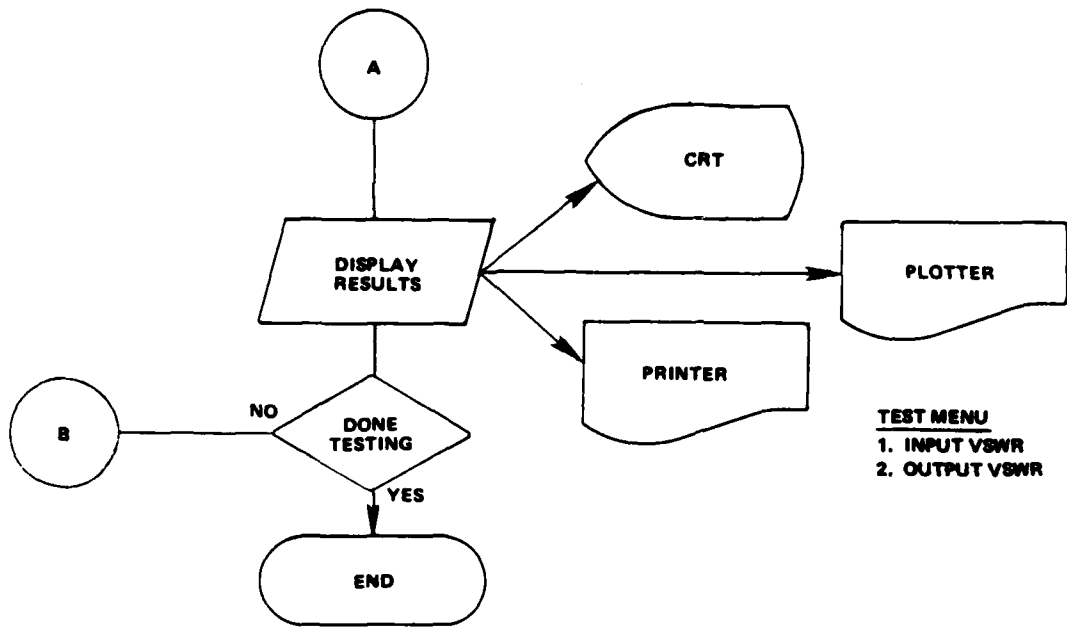 A
CRT
DISPLAY
RESULTS
PLOTTER
PRINTER
B
NO
DONE
TESTING
YES
TEST MENU
1. INPUT VSWR
2. OUTPUT VSWR
END